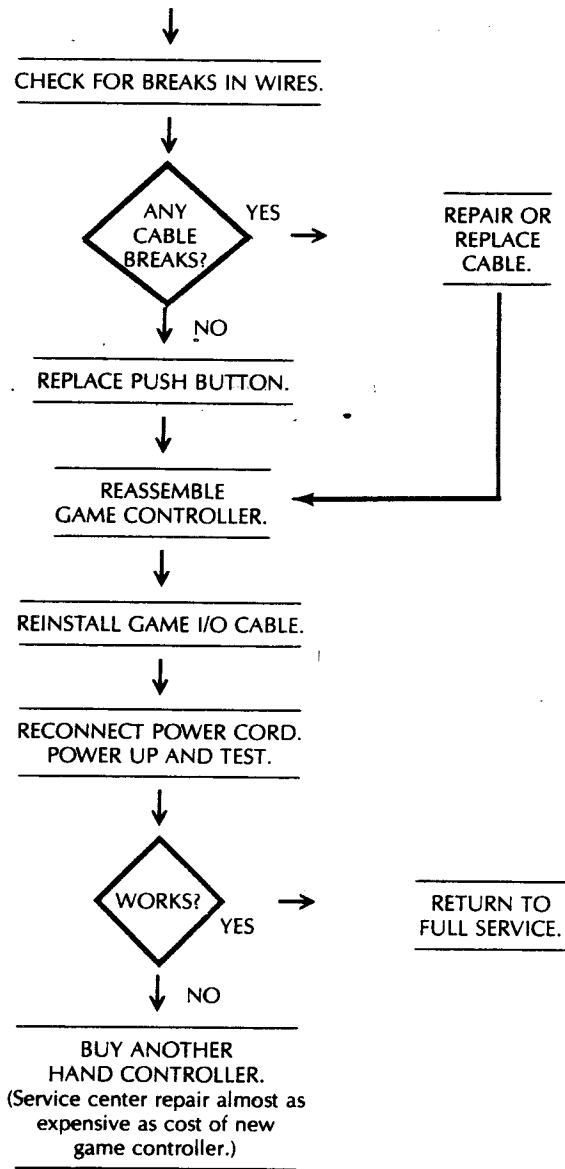 CHECK FOR BREAKS IN WIRES.
ANY
CABLE
BREAKS?
YES
REPAIR OR
REPLACE
CABLE.
NO
REPLACE PUSH BUTTON.
REASSEMBLE
GAME CONTROLLER.
REINSTALL GAME I/O CABLE.
RECONNECT POWER CORD.
POWER UP AND TEST.
WORKS?
YES
RETURN TO
FULL SERVICE.
NO
BUY ANOTHER
HAND CONTROLLER.
(Service center repair almost as
expensive as cost of new
game controller.)